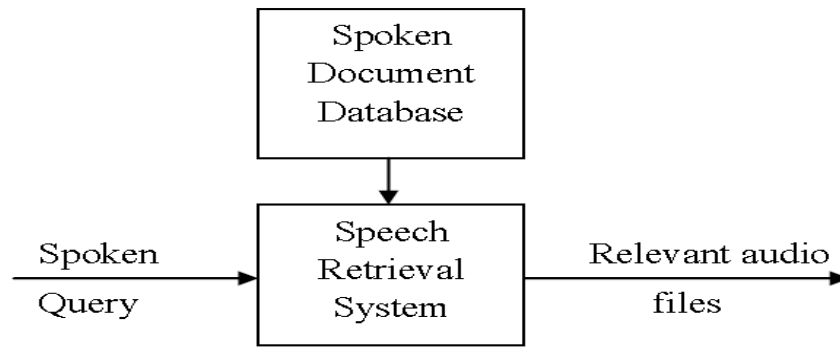 Spoken
Document
Database
Speech
Retrieval
System
Spoken
Query
Relevant audio
files